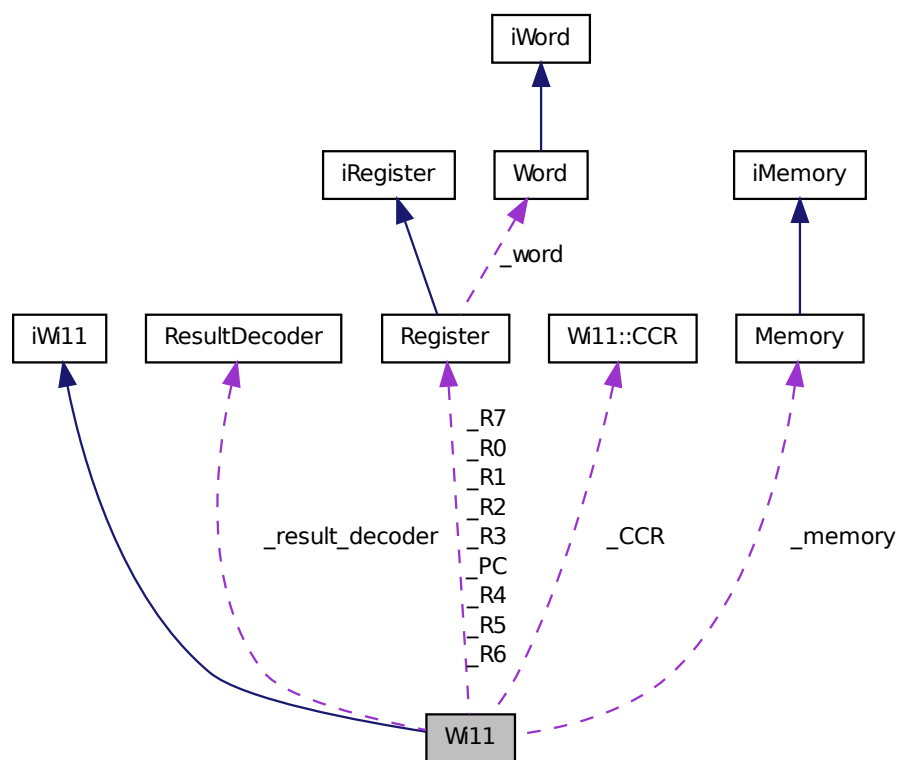 iWord
iRegister
Word
iMemory
_word
iWi11
ResultDecoder
Register
Wi11::CCR
Memory
_R7
_R0
_R1
_R2
_R3
_PC
_R4
_R5
_R6
_result_decoder
_CCR
_memory
Wi11